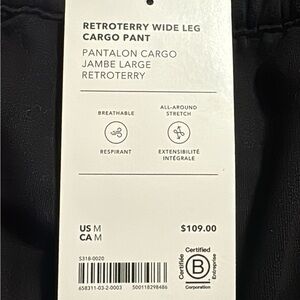 RETROTERRY WIDE LEG
CARGO PANT
PANTALON CARGO
JAMBE LARGE
RETROTERRY
BREATHABLE
RESPIRANT
ALL-AROUND
STRETCH
EXTENSIBILITÉ
INTÉGRALE
US M
CA M
$109.00
S318-0020
658311-03-2-0003
500118298486
Certified
B
Corporation
Certifiée
Entreprise